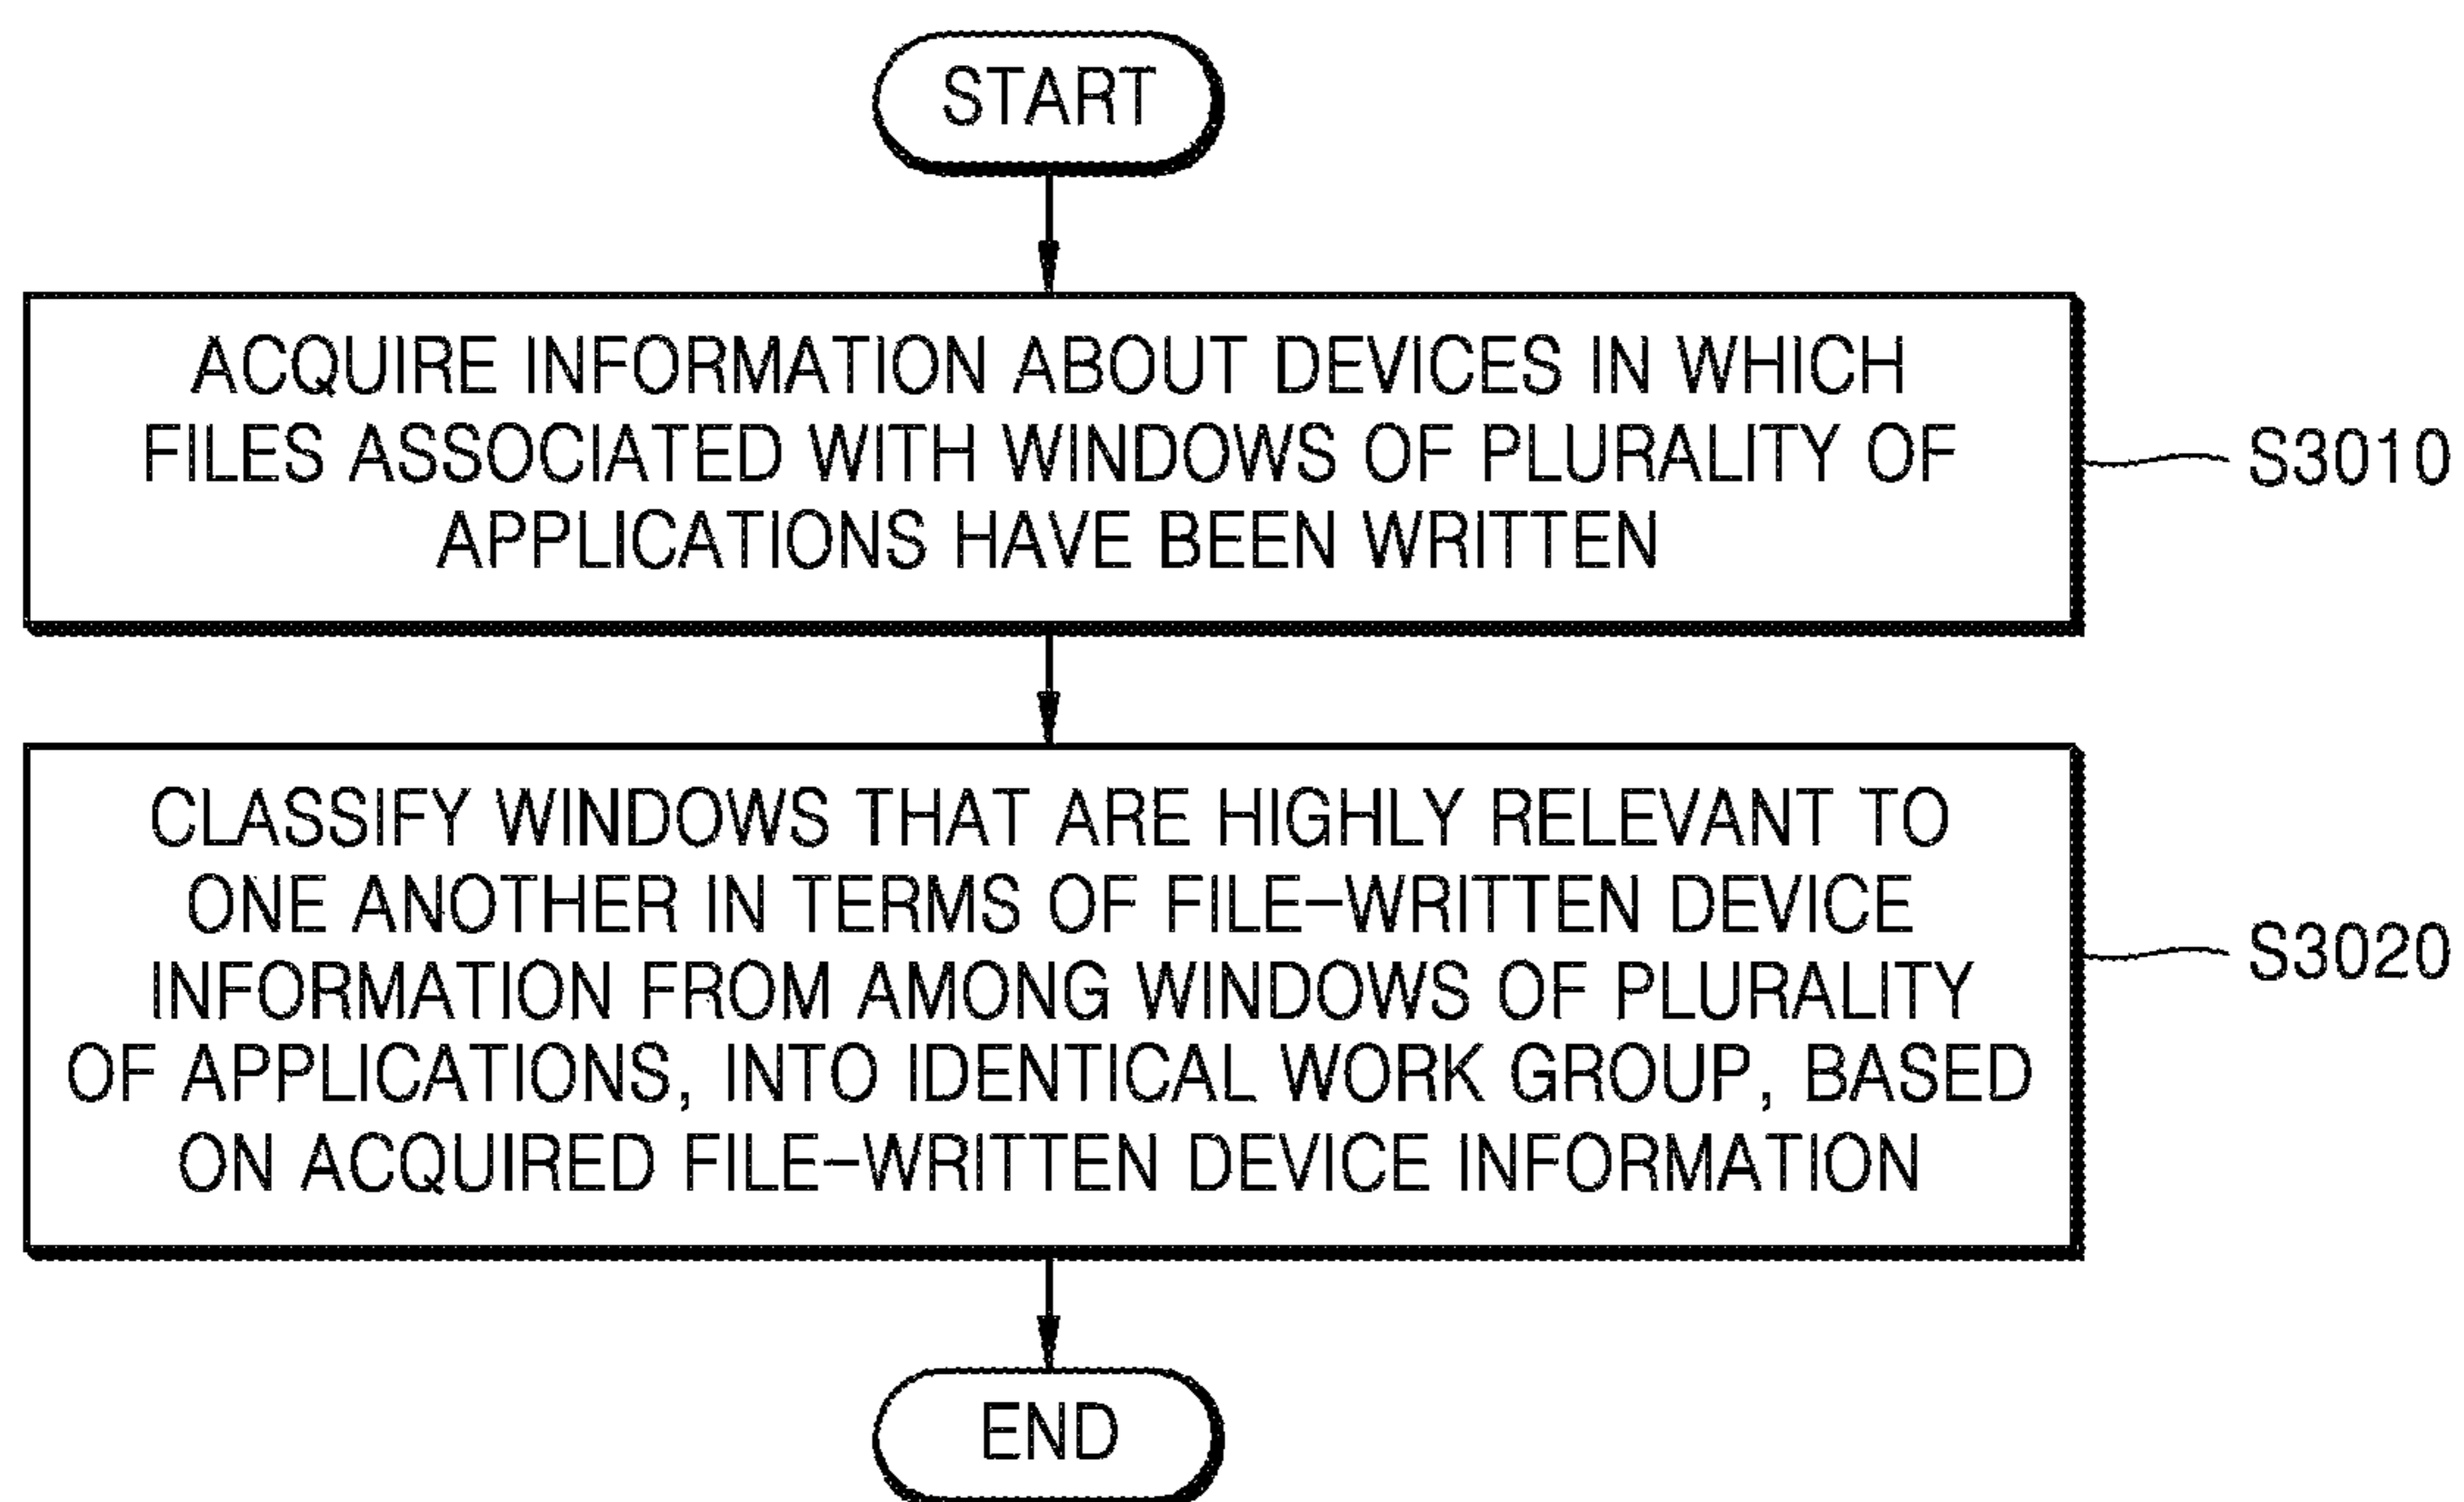 START
ACQUIRE INFORMATION ABOUT DEVICES IN WHICH
FILES ASSOCIATED WITH WINDOWS OF PLURALITY OF
APPLICATIONS HAVE BEEN WRITTEN
S3010
CLASSIFY WINDOWS THAT ARE HIGHLY RELEVANT TO
ONE ANOTHER IN TERMS OF FILE-WRITTEN DEVICE
INFORMATION FROM AMONG WINDOWS OF PLURALITY
OF APPLICATIONS, INTO IDENTICAL WORK GROUP, BASED
ON ACQUIRED FILE-WRITTEN DEVICE INFORMATION
S3020
END